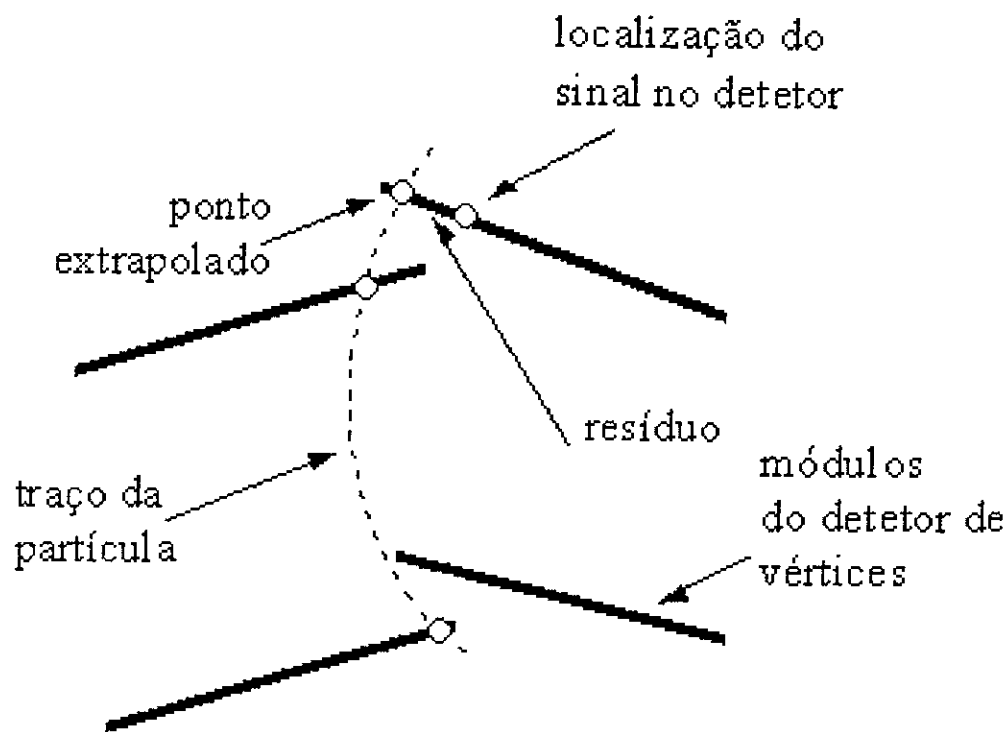 localização do
sinal no detetor
ponto
extrapolado
resíduo
traço da
partícula
módulos
do detetor de
vértices